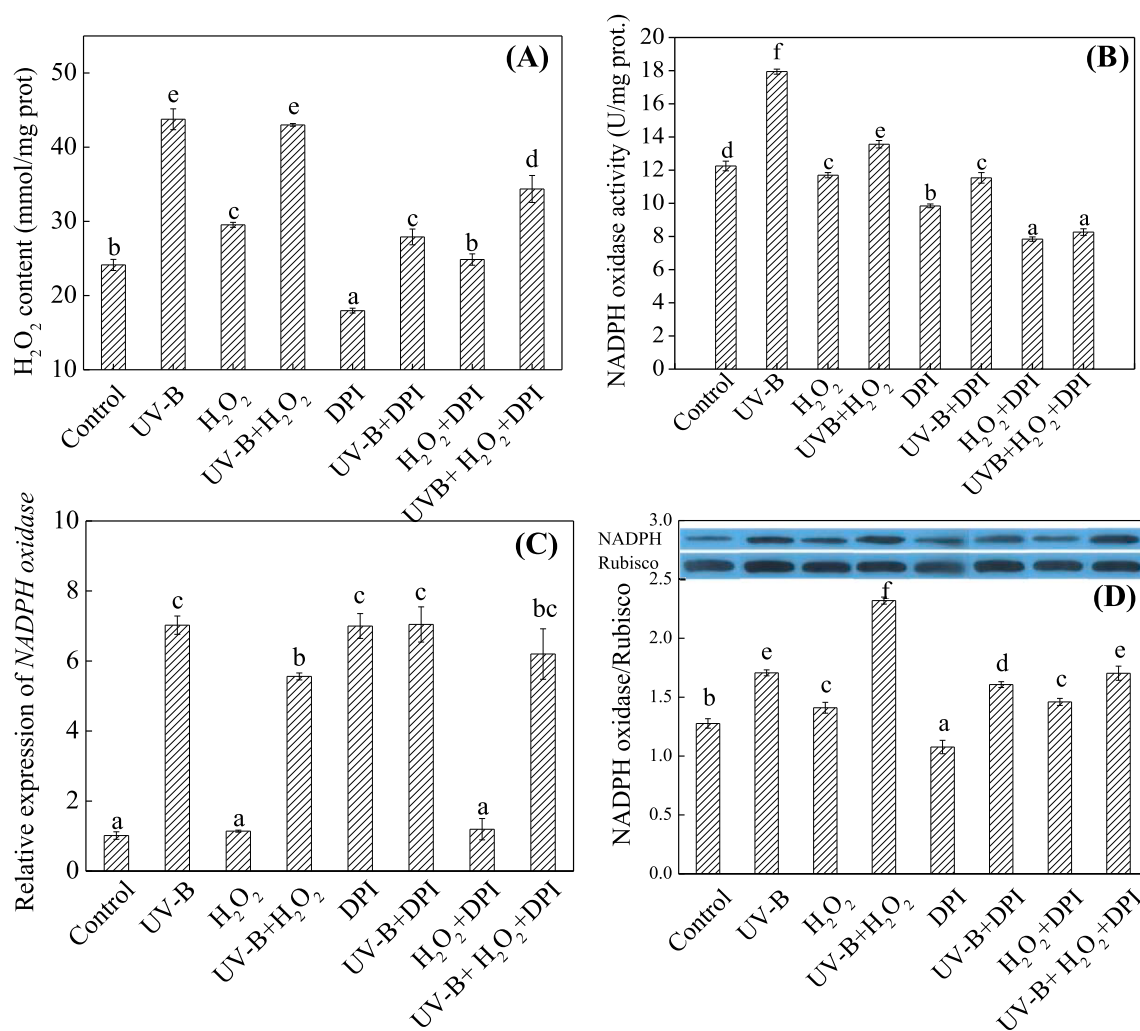 (A)
H₂O₂ content (mmol/mg prot)
50
40
30
20
10
b
e
c
e
a
c
b
d
Control
UV-B
H₂O₂
UV-B+H₂O₂
DPI
UV-B+DPI
H₂O₂+DPI
UVB+ H₂O₂ +DPI
(B)
NADPH oxidase activity (U/mg prot.)
20
18
16
14
12
10
8
6
4
2
0
d
f
c
e
b
c
a
a
Control
UV-B
H₂O₂
UVB+H₂O₂
DPI
UV-B+DPI
H₂O₂+DPI
UVB+H₂O₂+DPI
(C)
Relative expression of NADPH oxidase
10
8
6
4
2
0
a
c
a
b
c
c
a
bc
Control
UV-B
H₂O₂
UV-B+H₂O₂
DPI
UV-B+DPI
H₂O₂+DPI
UV-B+ H₂O₂+DPI
(D)
NADPH
Rubisco
NADPH oxidase/Rubisco
3.0
2.5
2.0
1.5
1.0
0.5
0.0
b
e
c
f
a
d
c
e
Control
UV-B
H₂O₂
UV-B+H₂O₂
DPI
UV-B+DPI
H₂O₂+DPI
UV-B+ H₂O₂+DPI